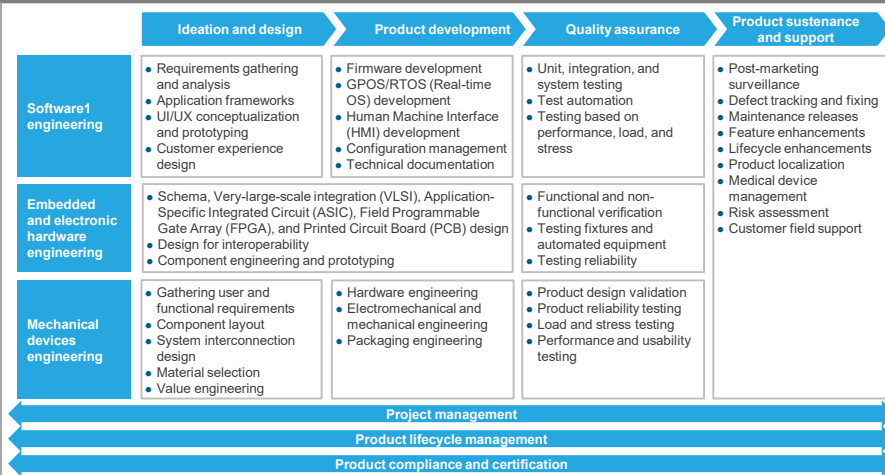 Ideation and design
Product development
Quality assurance
Product sustenance
and support
Software1
engineering
• Requirements gathering
and analysis
• Application frameworks
• UI/UX conceptualization
and prototyping
• Customer experience
design
• Firmware development
• GPOS/RTOS (Real-time
OS) development
• Human Machine Interface
(HMI) development
• Configuration management
• Technical documentation
• Unit, integration, and
system testing
• Test automation
• Testing based on
performance, load, and
stress
• Post-marketing
surveillance
• Defect tracking and fixing
• Maintenance releases
• Feature enhancements
• Lifecycle enhancements
• Product localization
• Medical device
management
• Risk assessment
• Customer field support
Embedded
and electronic
hardware
engineering
• Schema, Very-large-scale integration (VLSI), Application-
Specific Integrated Circuit (ASIC), Field Programmable
Gate Array (FPGA), and Printed Circuit Board (PCB) design
• Design for interoperability
• Component engineering and prototyping
• Functional and non-
functional verification
• Testing fixtures and
automated equipment
• Testing reliability
Mechanical
devices
engineering
• Gathering user and
functional requirements
• Component layout
• System interconnection
design
• Material selection
• Value engineering
• Hardware engineering
• Electromechanical and
mechanical engineering
• Packaging engineering
• Product design validation
• Product reliability testing
• Load and stress testing
• Performance and usability
testing
Project management
Product lifecycle management
Product compliance and certification